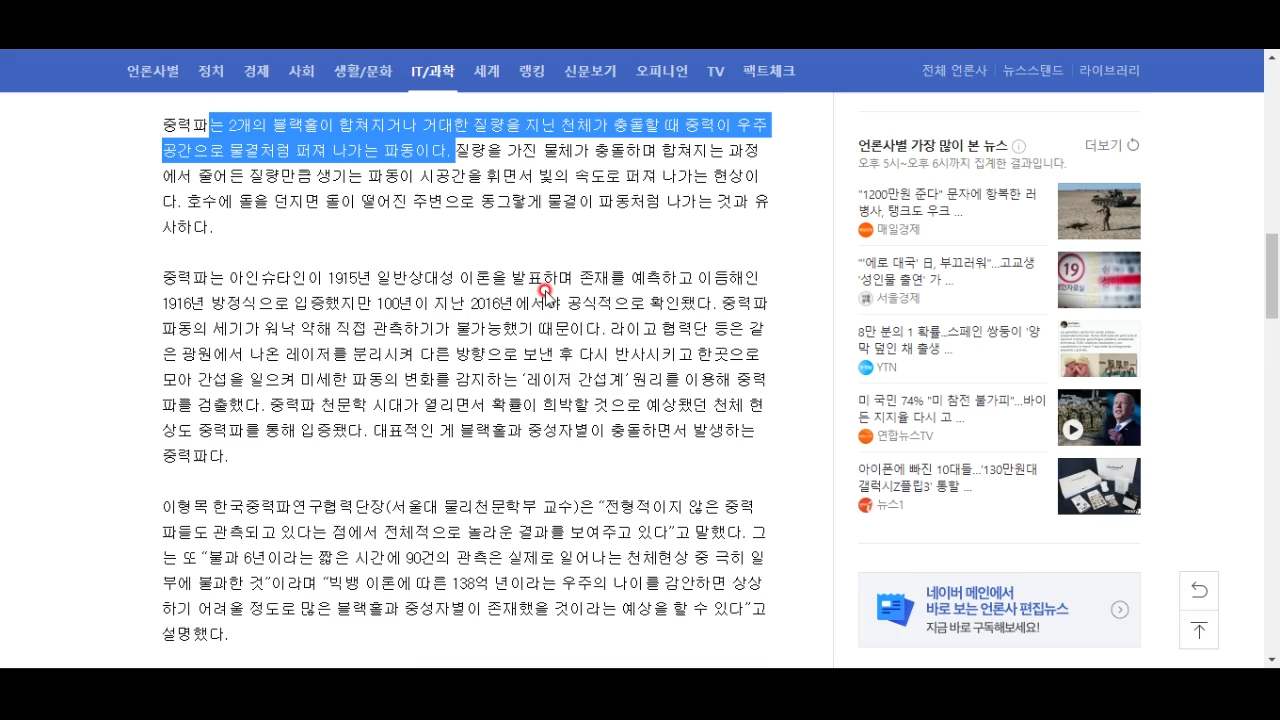 언론사별 정치 경제 사회 생활/문화 IT/과학 세계 랭킹 신문보기 오피니언 TV 팩트체크 전체 언론사 뉴스스탠드 라이브러리
중력파는 2개의 블랙홀이 합쳐지거나 거대한 질량을 지닌 천체가 충돌할 때 중력이 우주
공간으로 물결처럼 퍼져 나가는 파동이다. 질량을 가진 물체가 충돌하며 합쳐지는 과정
에서 줄어든 질량만큼 생기는 파동이 시공간을 휘면서 빛의 속도로 퍼져 나가는 현상이
다. 호수에 돌을 던지면 돌이 떨어진 주변으로 동그랗게 물결이 파동처럼 나가는 것과 유
사하다.
중력파는 아인슈타인이 1915년 일반상대성 이론을 발표하며 존재를 예측하고 이듬해인
1916년 방정식으로 입증했지만 100년이 지난 2016년에서야 공식적으로 확인됐다. 중력파
파동의 세기가 워낙 약해 직접 관측하기가 불가능했기 때문이다. 라이고 협력단 등은 같
은 광원에서 나온 레이저를 분리하여 다른 방향으로 보낸 후 다시 반사시키고 한곳으로
모아 간섭을 일으켜 미세한 파동의 변화를 감지하는 ‘레이저 간섭계’ 원리를 이용해 중력
파를 검출했다. 중력파 천문학 시대가 열리면서 확률이 희박할 것으로 예상됐던 천체 현
상도 중력파를 통해 입증됐다. 대표적인 게 블랙홀과 중성자별이 충돌하면서 발생하는
중력파다.
이형목 한국중력파연구협력단장(서울대 물리천문학부 교수)은 “전형적이지 않은 중력
파들도 관측되고 있다는 점에서 전체적으로 놀라운 결과를 보여주고 있다”고 말했다. 그
는 또 “불과 6년이라는 짧은 시간에 90건의 관측은 실제로 일어나는 천체현상 중 극히 일
부에 불과한 것”이라며 “빅뱅 이론에 따른 138억 년이라는 우주의 나이를 감안하면 상상
하기 어려울 정도로 많은 블랙홀과 중성자별이 존재했을 것이라는 예상을 할 수 있다”고
설명했다.
언론사별 가장 많이 본 뉴스 더보기
오후 5시~오후 6시까지 집계한 결과입니다.
"1200만원 준다" 문자에 항복한 러
병사, 탱크도 우크 ...
매일경제
"'에로 대국' 日, 부끄러워"...고교생
'성인물 출연' 가 ...
서울경제
8만 분의 1 확률...스페인 쌍둥이 '양
막 덮인 채 출생 ...
YTN
미 국민 74% "미 참전 불가피"...바이
든 지지율 다시 고 ...
연합뉴스TV
아이폰에 빠진 10대들...'130만원대
갤럭시Z플립3' 통할 ...
뉴스1
네이버 메인에서
바로 보는 언론사 편집뉴스
지금 바로 구독해보세요!